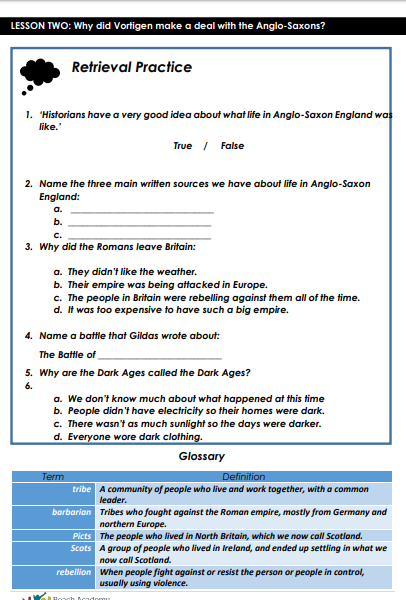 LESSON TWO: Why did Vortigen make a deal with the Anglo-Saxons?
Retrieval Practice
1. ‘Historians have a very good idea about what life in Anglo-Saxon England was
like.’
True / False
2. Name the three main written sources we have about life in Anglo-Saxon
England:
a. ______________________________
b. ______________________________
c. ______________________________
3. Why did the Romans leave Britain:
a. They didn’t like the weather.
b. Their empire was being attacked in Europe.
c. The people in Britain were rebelling against them all of the time.
d. It was too expensive to have such a big empire.
4. Name a battle that Gildas wrote about:
The Battle of __________________________
5. Why are the Dark Ages called the Dark Ages?
6.
a. We don’t know much about what happened at this time
b. People didn’t have electricity so their homes were dark.
c. There wasn’t as much sunlight so the days were darker.
d. Everyone wore dark clothing.
Glossary
Term Definition
tribe A community of people who live and work together, with a common
leader.
barbarian Tribes who fought against the Roman empire, mostly from Germany and
northern Europe.
Picts The people who lived in North Britain, which we now call Scotland.
Scots A group of people who lived in Ireland, and ended up settling in what we
now call Scotland.
rebellion When people fight against or resist the person or people in control,
usually using violence.
Academy